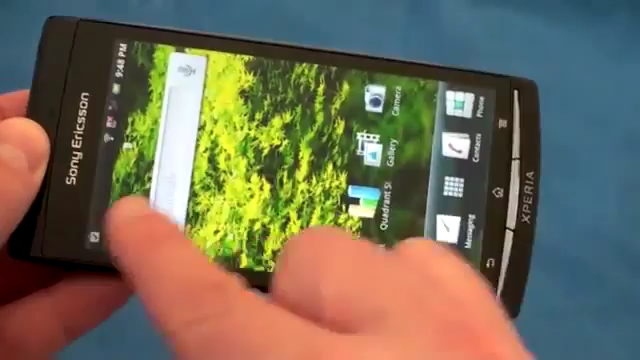 Sony Ericsson
9:48 PM
Camera
Gallery
Quadrant St
Phone
Contacts
Messaging
XPERIA